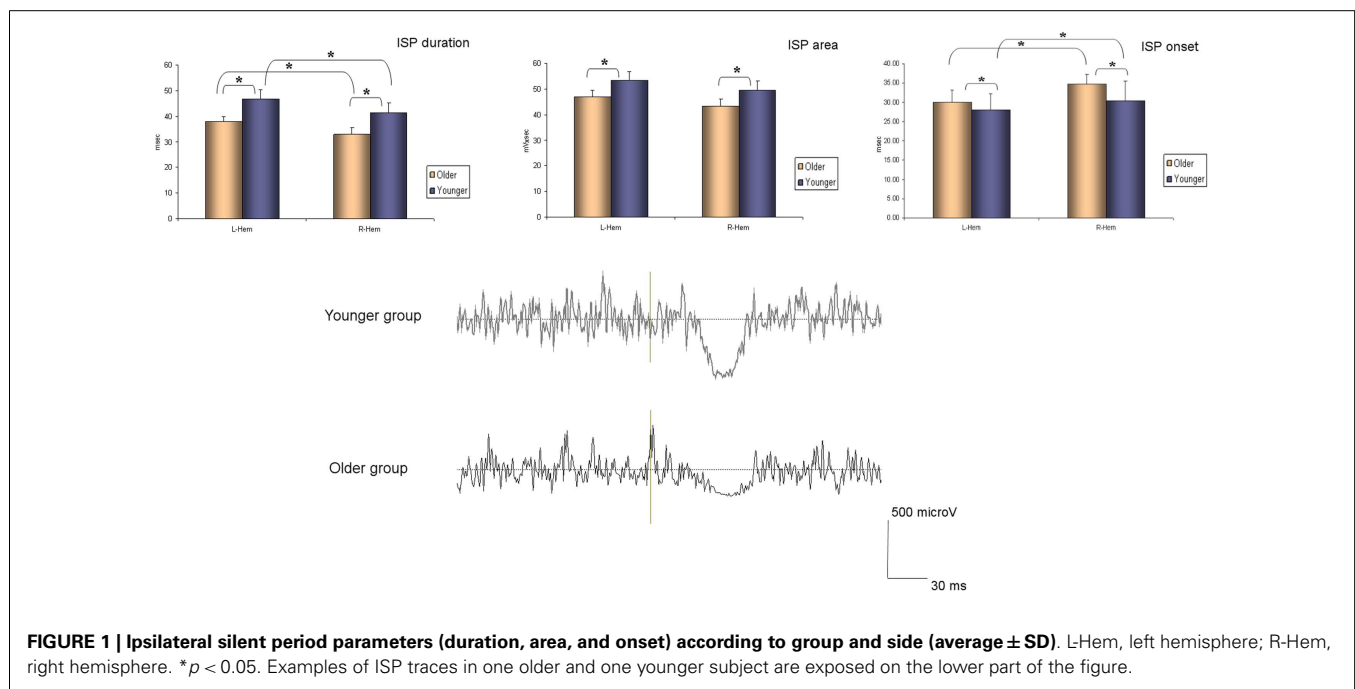 ISP duration
*
*
*
*
60
50
40
30
20
10
0
msec
L-Hem
R-Hem
Older
Younger
ISP area
*
*
60
50
40
30
20
10
0
L-Hem
R-Hem
Older
Younger
ISP onset
*
*
*
*
40.00
35.00
30.00
25.00
20.00
15.00
10.00
5.00
0.00
msec
L-Hem
R-Hem
Older
Younger
Younger group
Older group
500 microV
30 ms
FIGURE 1 | Ipsilateral silent period parameters (duration, area, and onset) according to group and side (average ± SD). L-Hem, left hemisphere; R-Hem,
right hemisphere. *p < 0.05. Examples of ISP traces in one older and one younger subject are exposed on the lower part of the figure.